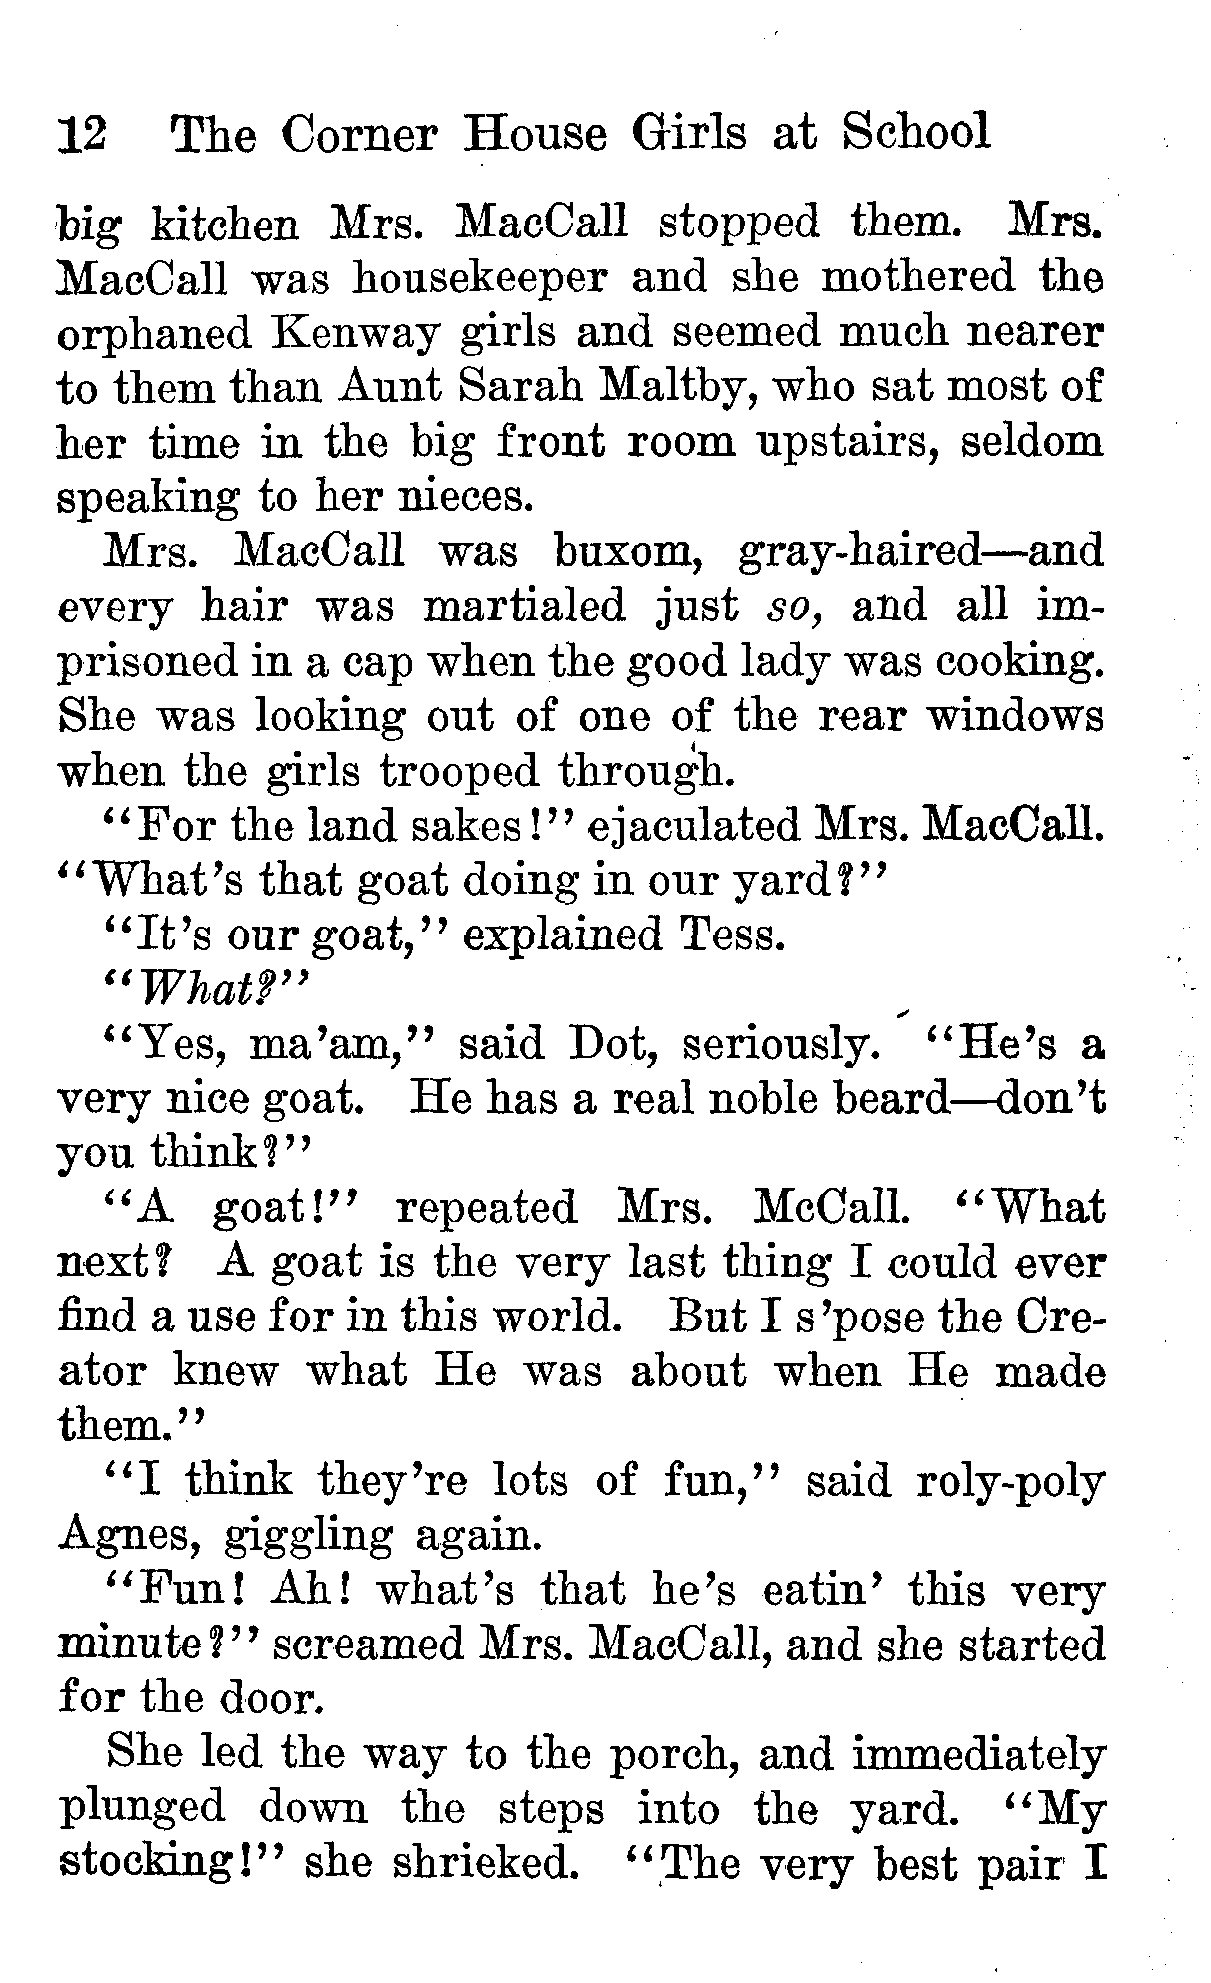 12 The Corner House Girls at School
big kitchen Mrs. MacCall stopped them. Mrs.
MacCall was housekeeper and she mothered the
orphaned Kenway girls and seemed much nearer
to them than Aunt Sarah Maltby, who sat most of
her time in the big front room upstairs, seldom
speaking to her nieces.
Mrs. MacCall was buxom, gray-haired—and
every hair was martialed just so, and all im-
prisoned in a cap when the good lady was cooking.
She was looking out of one of the rear windows
when the girls trooped through.
“For the land sakes!” ejaculated Mrs. MacCall.
“What’s that goat doing in our yard?”
“It’s our goat,” explained Tess.
“What?”
“Yes, ma’am,” said Dot, seriously. “He’s a
very nice goat. He has a real noble beard—don’t
you think?”
“A goat!” repeated Mrs. McCall. “What
next? A goat is the very last thing I could ever
find a use for in this world. But I s’pose the Cre-
ator knew what He was about when He made
them.”
“I think they’re lots of fun,” said roly-poly
Agnes, giggling again.
“Fun! Ah! what’s that he’s eatin’ this very
minute?” screamed Mrs. MacCall, and she started
for the door.
She led the way to the porch, and immediately
plunged down the steps into the yard. “My
stocking!” she shrieked. “The very best pair I